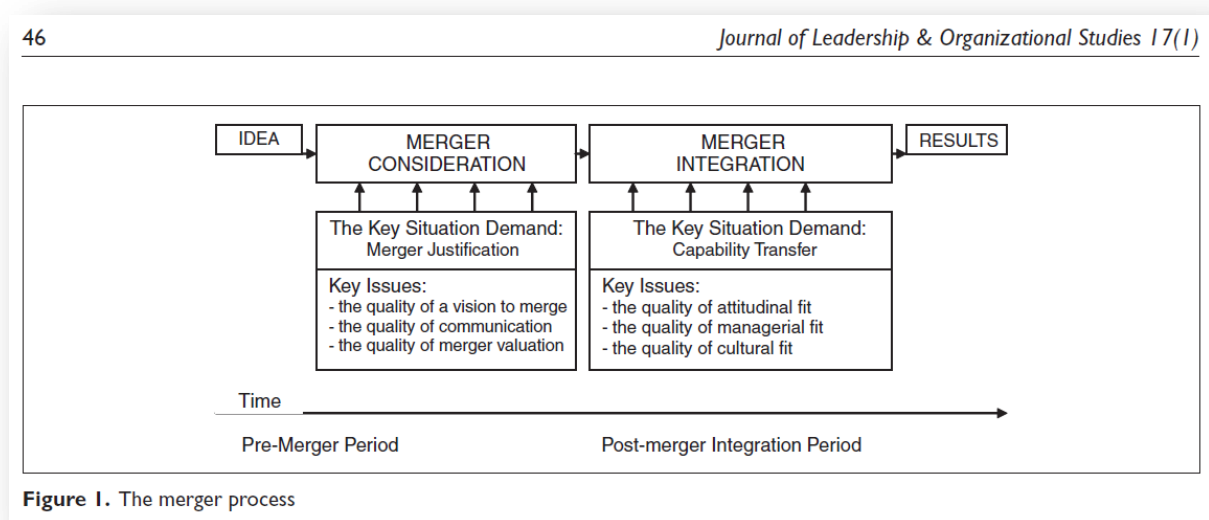 46
Journal of Leadership & Organizational Studies 17(1)
IDEA
MERGER
CONSIDERATION
MERGER
INTEGRATION
RESULTS
The Key Situation Demand:
Merger Justification
Key Issues:
- the quality of a vision to merge
- the quality of communication
- the quality of merger valuation
The Key Situation Demand:
Capability Transfer
Key Issues:
- the quality of attitudinal fit
- the quality of managerial fit
- the quality of cultural fit
Time
Pre-Merger Period
Post-merger Integration Period
Figure 1. The merger process